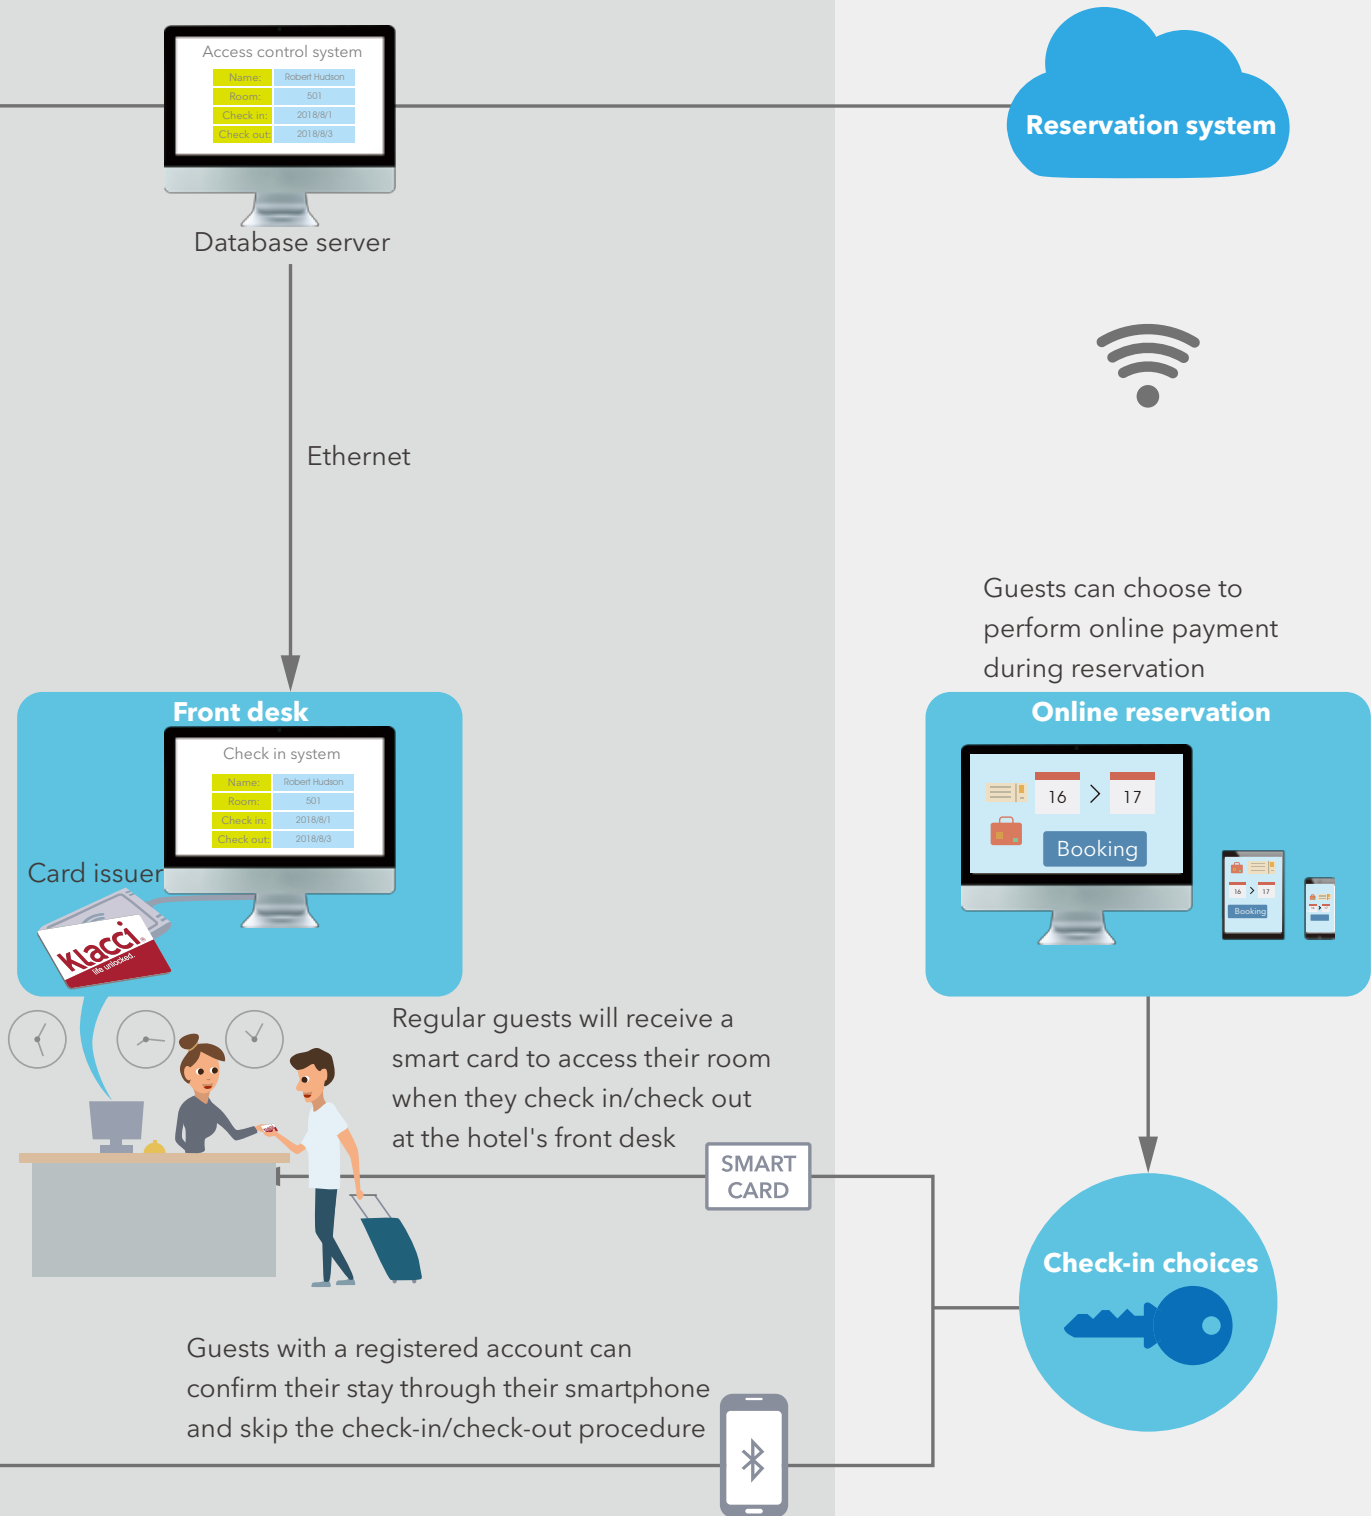 Access control system
Name: Robert Hudson
Room: 501
Check in: 2018/8/1
Check out: 2018/8/3
Database server
Reservation system
Ethernet
Guests can choose to
perform online payment
during reservation
Front desk
Check in system
Name: Robert Hudson
Room: 501
Check in: 2018/8/1
Check out: 2018/8/3
Card issuer
Klacci®
life unlocked.
Online reservation
16 > 17
Booking
16 > 17
Booking
Regular guests will receive a
smart card to access their room
when they check in/check out
at the hotel's front desk
SMART
CARD
Check-in choices
Guests with a registered account can
confirm their stay through their smartphone
and skip the check-in/check-out procedure